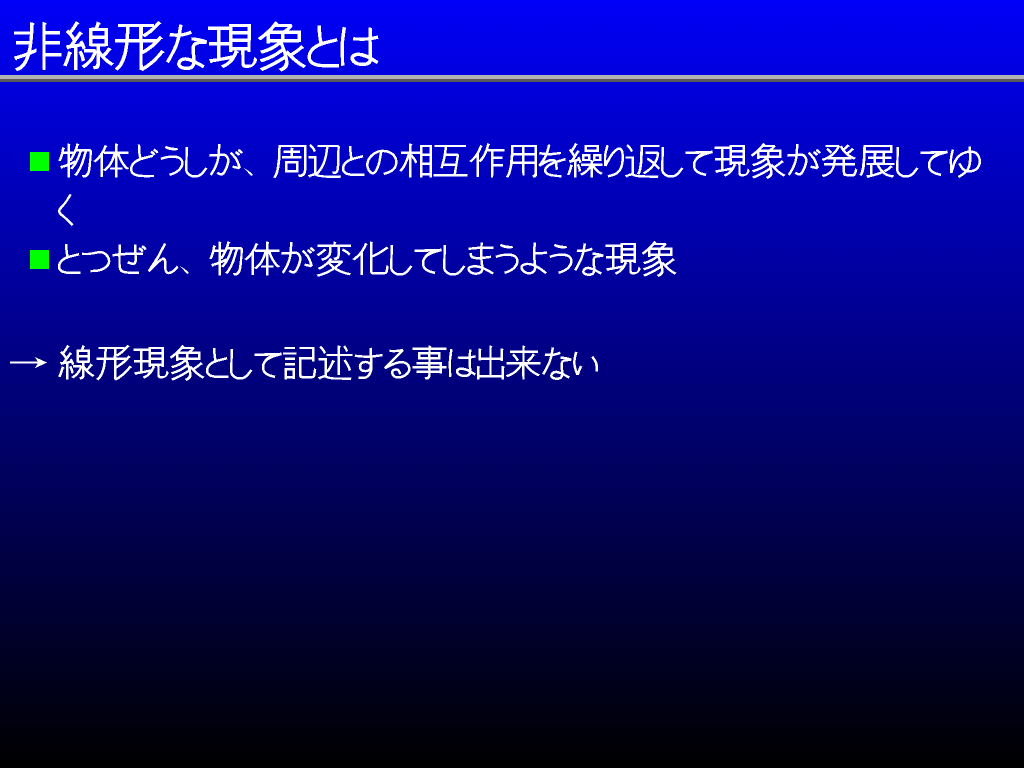 非線形な現象とは
■ 物体どうしが、周辺との相互作用を繰り返して現象が発展してゆ
く
■ とつぜん、物体が変化してしまうような現象
→ 線形現象として記述する事は出来ない